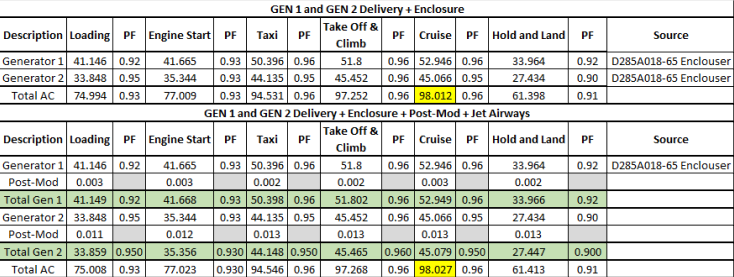 GEN 1 and GEN 2 Delivery + Enclosure
Description Loading PF Engine Start PF Taxi PF Take Off & Climb PF Cruise PF Hold and Land PF Source
Generator 1 41.146 0.92 41.665 0.93 50.396 0.96 51.8 0.96 52.946 0.96 33.964 0.92 D285A018-65 Enclouser
Generator 2 33.848 0.95 35.344 0.93 44.135 0.95 45.452 0.96 45.066 0.95 27.434 0.90 D285A018-65 Enclouser
Total AC 74.994 0.93 77.009 0.93 94.531 0.96 97.252 0.96 98.012 0.96 61.398 0.91
GEN 1 and GEN 2 Delivery + Enclosure + Post-Mod + Jet Airways
Description Loading PF Engine Start PF Taxi PF Take Off & Climb PF Cruise PF Hold and Land PF Source
Generator 1 41.146 0.92 41.665 0.93 50.396 0.96 51.8 0.96 52.946 0.96 33.964 0.92 D285A018-65 Enclouser
Post-Mod 0.003 0.003 0.002 0.002 0.003 0.002
Total Gen 1 41.149 0.92 41.668 0.93 50.398 0.96 51.802 0.96 52.949 0.96 33.966 0.92
Generator 2 33.848 0.95 35.344 0.93 44.135 0.95 45.452 0.96 45.066 0.95 27.434 0.90
Post-Mod 0.011 0.012 0.013 0.013 0.013 0.013
Total Gen 2 33.859 0.950 35.356 0.930 44.148 0.950 45.465 0.960 45.079 0.950 27.447 0.900
Total AC 75.008 0.93 77.023 0.930 94.546 0.96 97.268 0.96 98.027 0.96 61.413 0.91